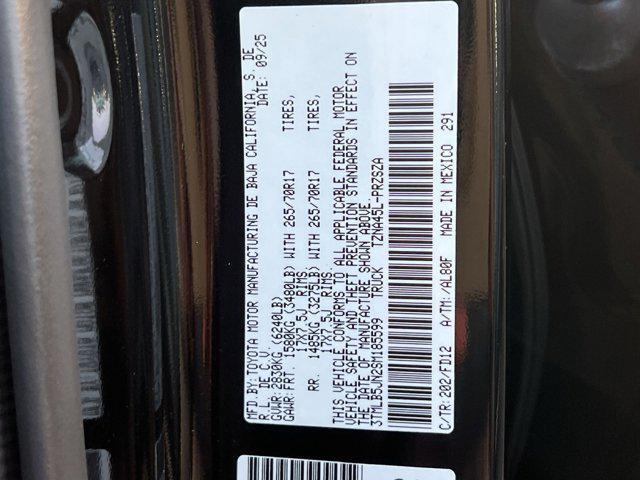 MFD.BY: TOYOTA MOTOR MANUFACTURING DE BAJA CALIFORNIA, S. DE
R. L. DE C. V. DATE: 09/25
GVWR: 2830KG (6240LB)
GAWR: FRT. 1580KG (3480LB) WITH 265/70R17 TIRES,
17X7.5J RIMS
RR. 1485KG (3275LB) WITH 265/70R17 TIRES,
17X7.5J RIMS
THIS VEHICLE CONFORMS TO ALL APPLICABLE FEDERAL MOTOR
VEHICLE SAFETY AND THEFT PREVENTION STANDARDS IN EFFECT ON
THE DATE OF MANUFACTURE SHOWN ABOVE.
3TMLB5JN2SM185599 TRUCK TZNA45L-PRZSZA
C/TR: 202/FD12 A/TM: /AL80F MADE IN MEXICO 291